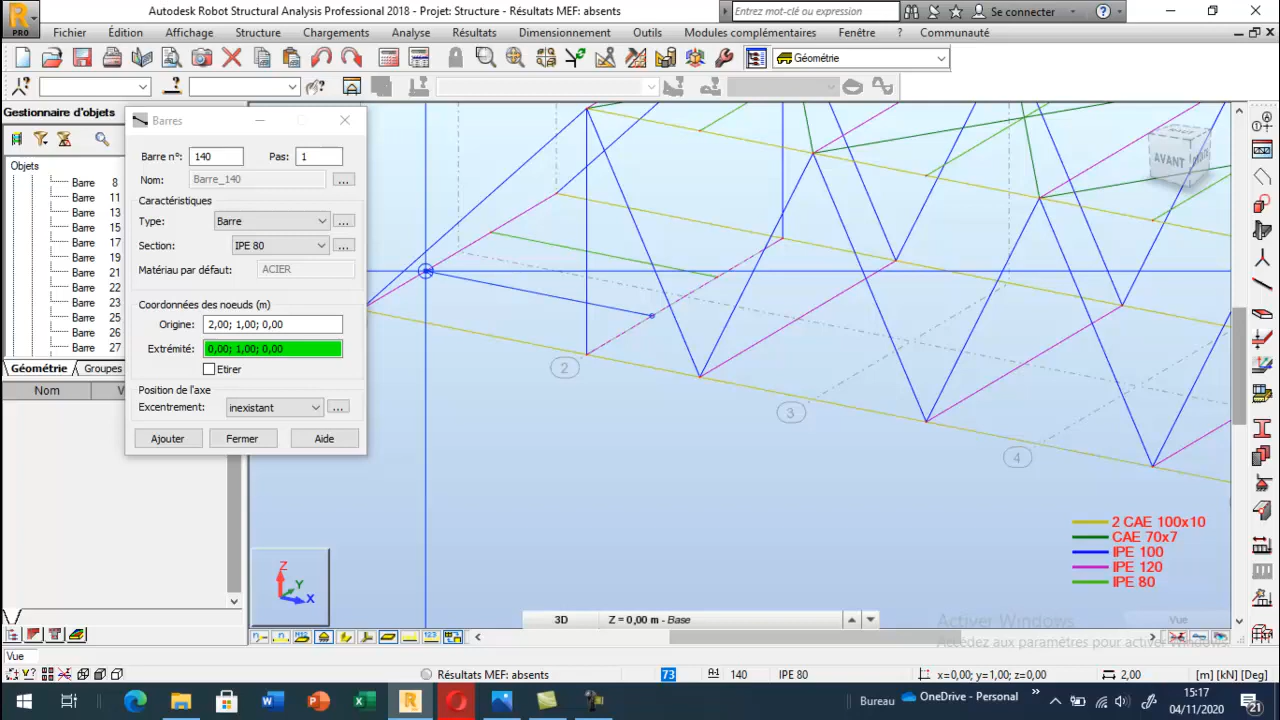 PRO
Autodesk Robot Structural Analysis Professional 2018 - Projet: Structure - Résultats MEF: absents
Entrez mot-clé ou expression
Se connecter
?
Fichier Édition Affichage Structure Chargements Analyse Résultats Dimensionnement Outils Modules complémentaires Fenêtre ? Communauté
Géométrie
Gestionnaire d'objets
Objets
Barre 8
Barre 11
Barre 13
Barre 15
Barre 17
Barre 19
Barre 21
Barre 22
Barre 23
Barre 25
Barre 26
Barre 27
Géométrie Groupes
Nom V
Barres
Barre n°: 140 Pas: 1
Nom: Barre_140 ...
Caractéristiques
Type: Barre ...
Section: IPE 80 ...
Matériau par défaut: ACIER
Coordonnées des noeuds (m)
Origine: 2,00; 1,00; 0,00
Extrémité: 0,00; 1,00; 0,00
Etirer
Position de l'axe
Excentrement: inexistant ...
Ajouter Fermer Aide
AVANT
2
3
4
2 CAE 100x10
CAE 70x7
IPE 100
IPE 120
IPE 80
Z
Y
X
3D Z = 0,00 m - Base
Activer Windows
Accédez aux paramètres pour activer Windows.
Vue
Vue
Résultats MEF: absents 73 140 IPE 80 x=0,00; y=1,00; z=0,00 2,00 [m] [kN] [Deg]
Bureau
OneDrive - Personal
15:17
04/11/2020
21